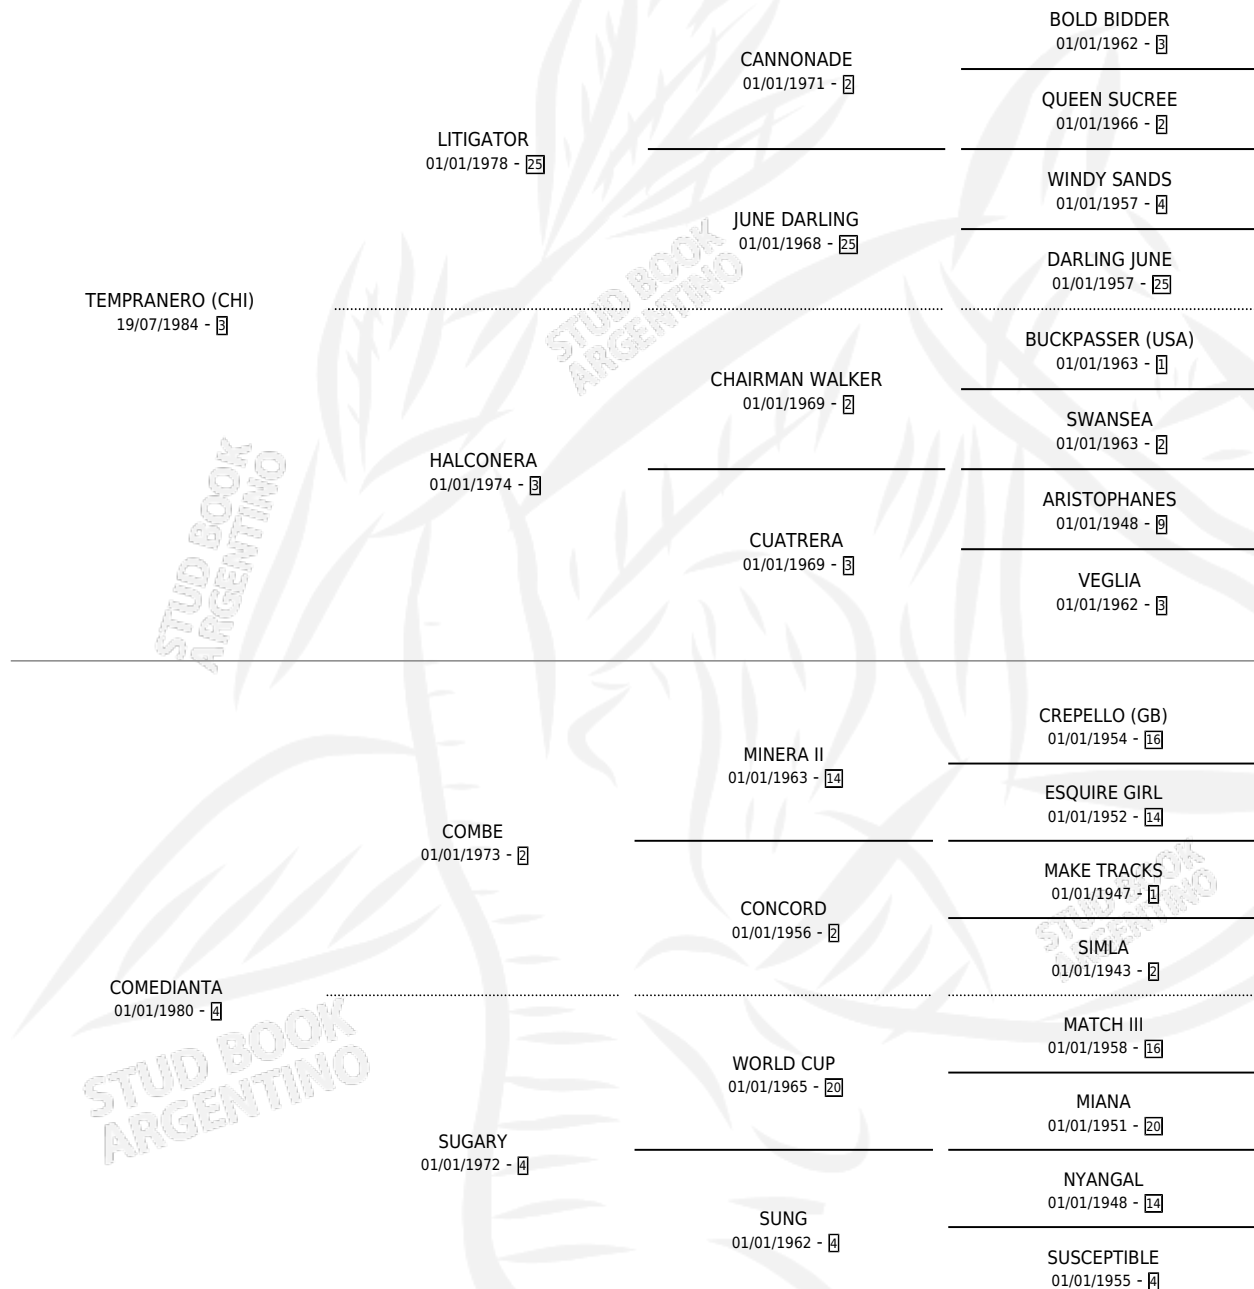 BOLD BIDDER
01/01/1962 - 3
CANNONADE
01/01/1971 - 2
QUEEN SUCREE
01/01/1966 - 2
LITIGATOR
01/01/1978 - 25
WINDY SANDS
01/01/1957 - 4
JUNE DARLING
01/01/1968 - 25
DARLING JUNE
01/01/1957 - 25
TEMPRANERO (CHI)
19/07/1984 - 3
BUCKPASSER (USA)
01/01/1963 - 1
CHAIRMAN WALKER
01/01/1969 - 2
SWANSEA
01/01/1963 - 2
HALCONERA
01/01/1974 - 3
ARISTOPHANES
01/01/1948 - 9
CUATRERA
01/01/1969 - 3
VEGLIA
01/01/1962 - 3
CREPELLO (GB)
01/01/1954 - 16
MINERA II
01/01/1963 - 14
ESQUIRE GIRL
01/01/1952 - 14
COMBE
01/01/1973 - 2
MAKE TRACKS
01/01/1947 - 1
CONCORD
01/01/1956 - 2
SIMLA
01/01/1943 - 2
COMEDIANTA
01/01/1980 - 4
MATCH III
01/01/1958 - 16
WORLD CUP
01/01/1965 - 20
MIANA
01/01/1951 - 20
SUGARY
01/01/1972 - 4
NYANGAL
01/01/1948 - 14
SUNG
01/01/1962 - 4
SUSCEPTIBLE
01/01/1955 - 4
STUD BOOK
ARGENTINO
STUD BOOK
ARGENTINO
STUD BOOK
ARGENTINO
STUD BOOK
ARGENTINO